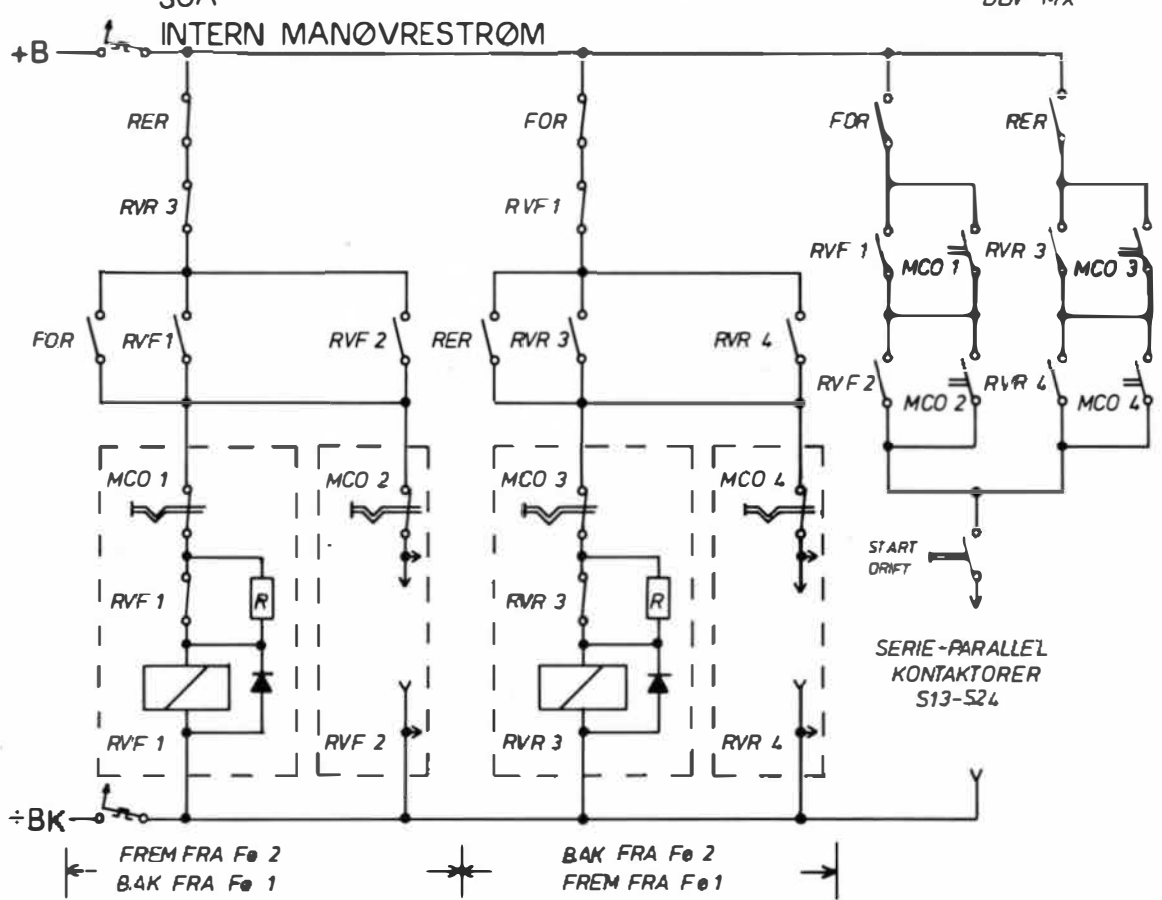 INTERN MANØVRESTRØM
+B
RER
FOR
FOR
RER
RVR 3
RVF 1
RVF 1
MCO 1
RVR 3
MCO 3
FOR
RVF 1
RVF 2
RER
RVR 3
RVR 4
RVF 2
MCO 2
RVR 4
MCO 4
MCO 1
MCO 2
MCO 3
MCO 4
START
DRIFT
RVF 1
R
RVR 3
R
SERIE-PARALLEL
KONTAKTORER
S13-S24
RVF 1
RVF 2
RVR 3
RVR 4
÷BK
FREM FRA Fø 2
BAK FRA Fø 1
BAK FRA Fø 2
FREM FRA Fø 1